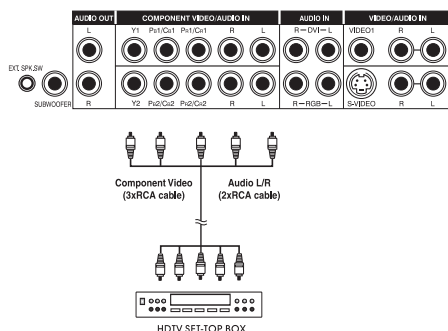 AUDIO OUT COMPONENT VIDEO/AUDIO IN AUDIO IN VIDEO/AUDIO IN
L Y1 PB1/CB1 PR1/CR1 R L R-DVI-L VIDEO1 R L
EXT. SPK.SW
SUBWOOFER R Y2 PB2/CB2 PR2/CR2 R L R-RGB-L S-VIDEO R L
Component Video Audio L/R
(3xRCA cable) (2xRCA cable)
HDTV SET-TOP BOX